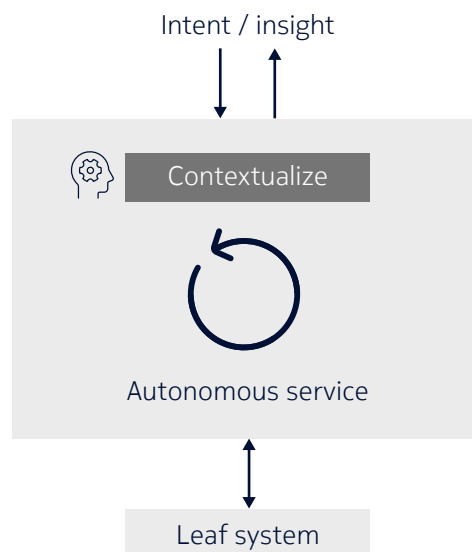 Intent / insight
Contextualize
Autonomous service
Leaf system